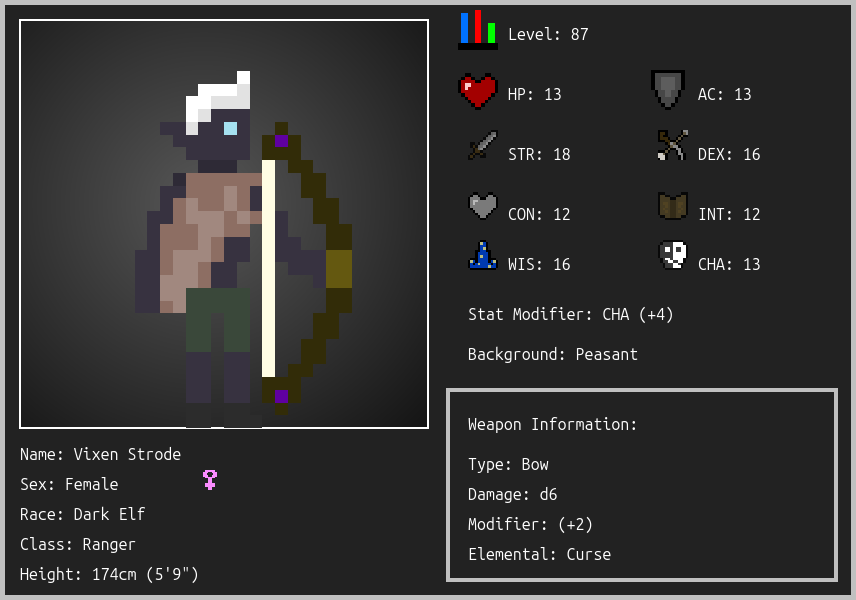 Level: 87
HP: 13
AC: 13
STR: 18
DEX: 16
CON: 12
INT: 12
WIS: 16
CHA: 13
Stat Modifier: CHA (+4)
Background: Peasant
Name: Vixen Strode
Sex: Female
Race: Dark Elf
Class: Ranger
Height: 174cm (5'9")
Weapon Information:
Type: Bow
Damage: d6
Modifier: (+2)
Elemental: Curse